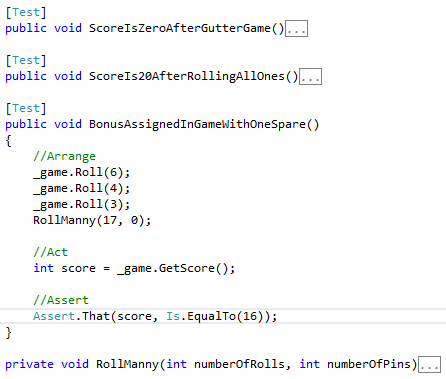 [Test]
public void ScoreIsZeroAfterGutterGame()...
[Test]
public void ScoreIs20AfterRollingAllOnes()...
[Test]
public void BonusAssignedInGameWithOneSpare()
{
//Arrange
_game.Roll(6);
_game.Roll(4);
_game.Roll(3);
RollManny(17, 0);
//Act
int score = _game.GetScore();
//Assert
Assert.That(score, Is.EqualTo(16));
}
private void RollManny(int numberOfRolls, int numberOfPins)...